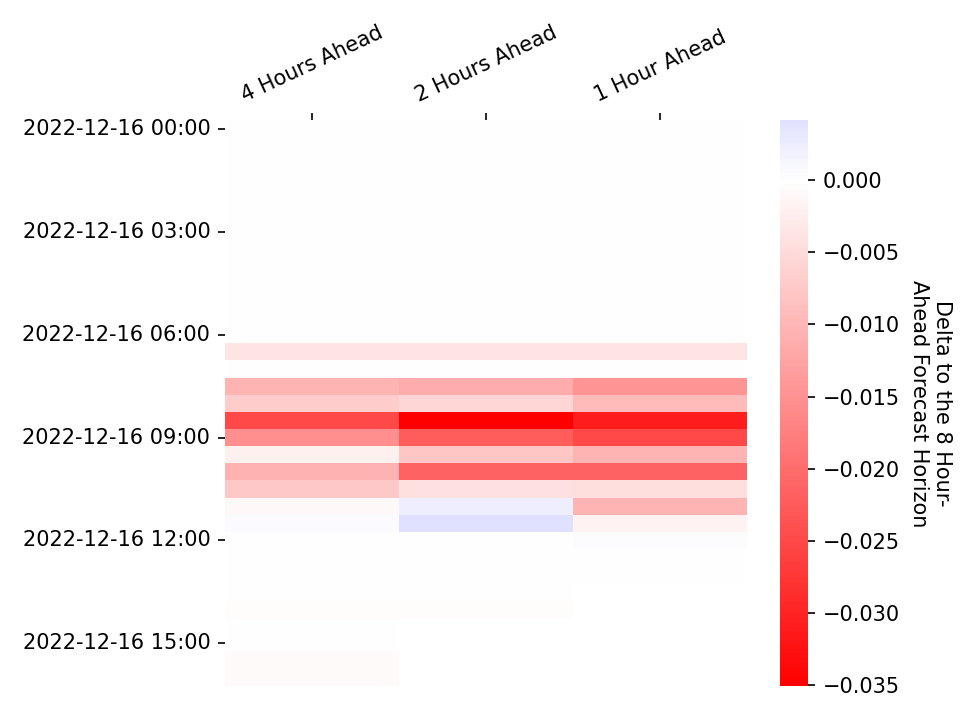 4 Hours Ahead
2 Hours Ahead
1 Hour Ahead
2022-12-16 00:00
2022-12-16 03:00
2022-12-16 06:00
2022-12-16 09:00
2022-12-16 12:00
2022-12-16 15:00
0.000
−0.005
−0.010
−0.015
−0.020
−0.025
−0.030
−0.035
Delta to the 8 Hour-
Ahead Forecast Horizon